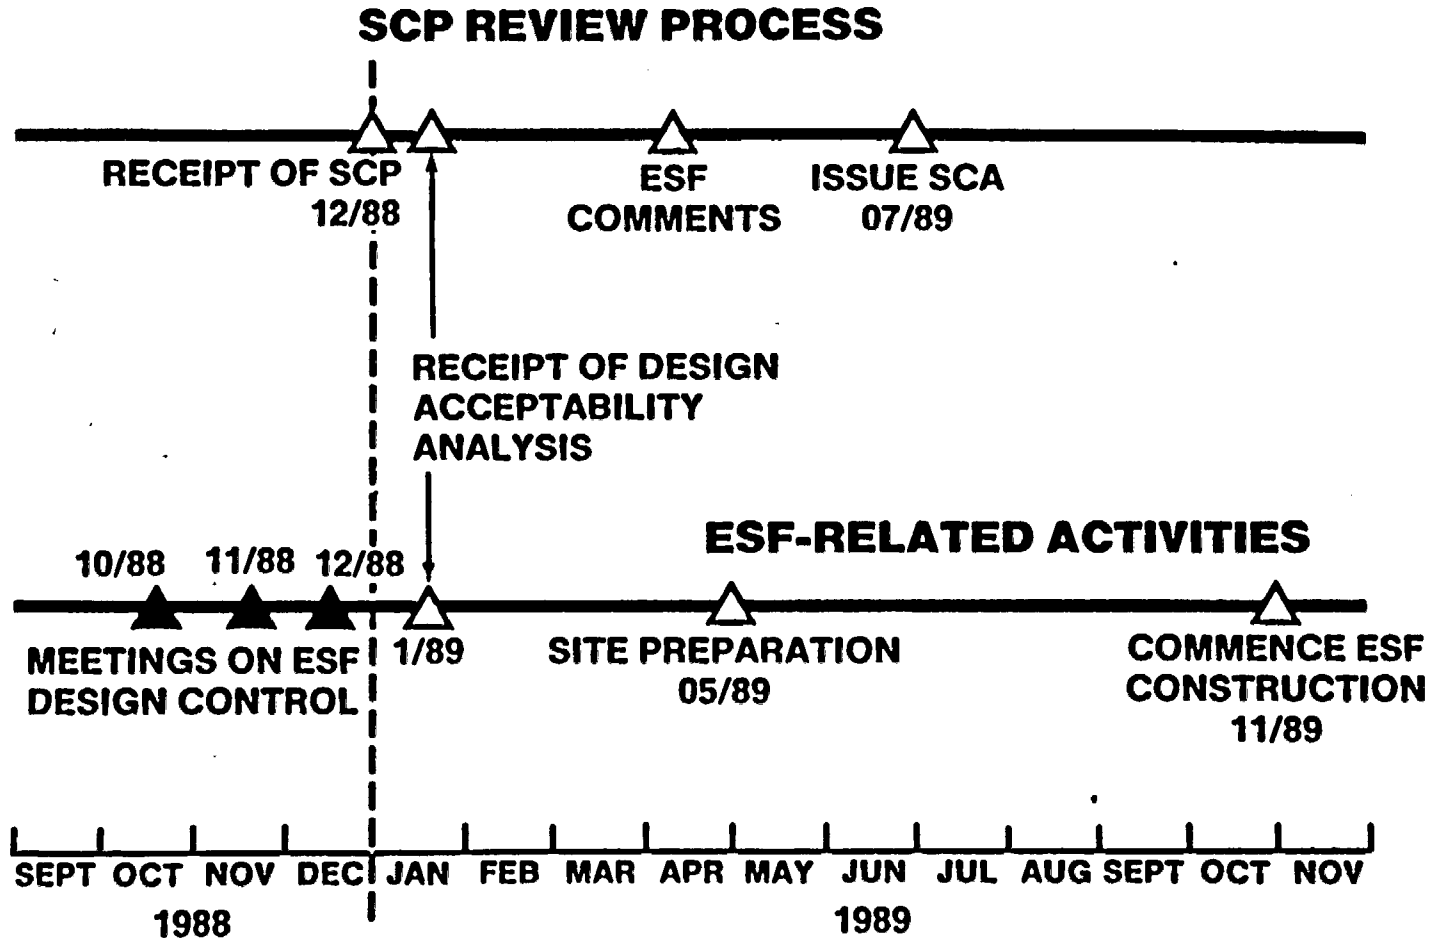 SCP REVIEW PROCESS
RECEIPT OF SCP
12/88
ESF
COMMENTS
ISSUE SCA
07/89
RECEIPT OF DESIGN
ACCEPTABILITY
ANALYSIS
ESF-RELATED ACTIVITIES
10/88 11/88 12/88
MEETINGS ON ESF
DESIGN CONTROL
1/89
SITE PREPARATION
05/89
COMMENCE ESF
CONSTRUCTION
11/89
SEPT OCT NOV DEC JAN FEB MAR APR MAY JUN JUL AUG SEPT OCT NOV
1988 1989